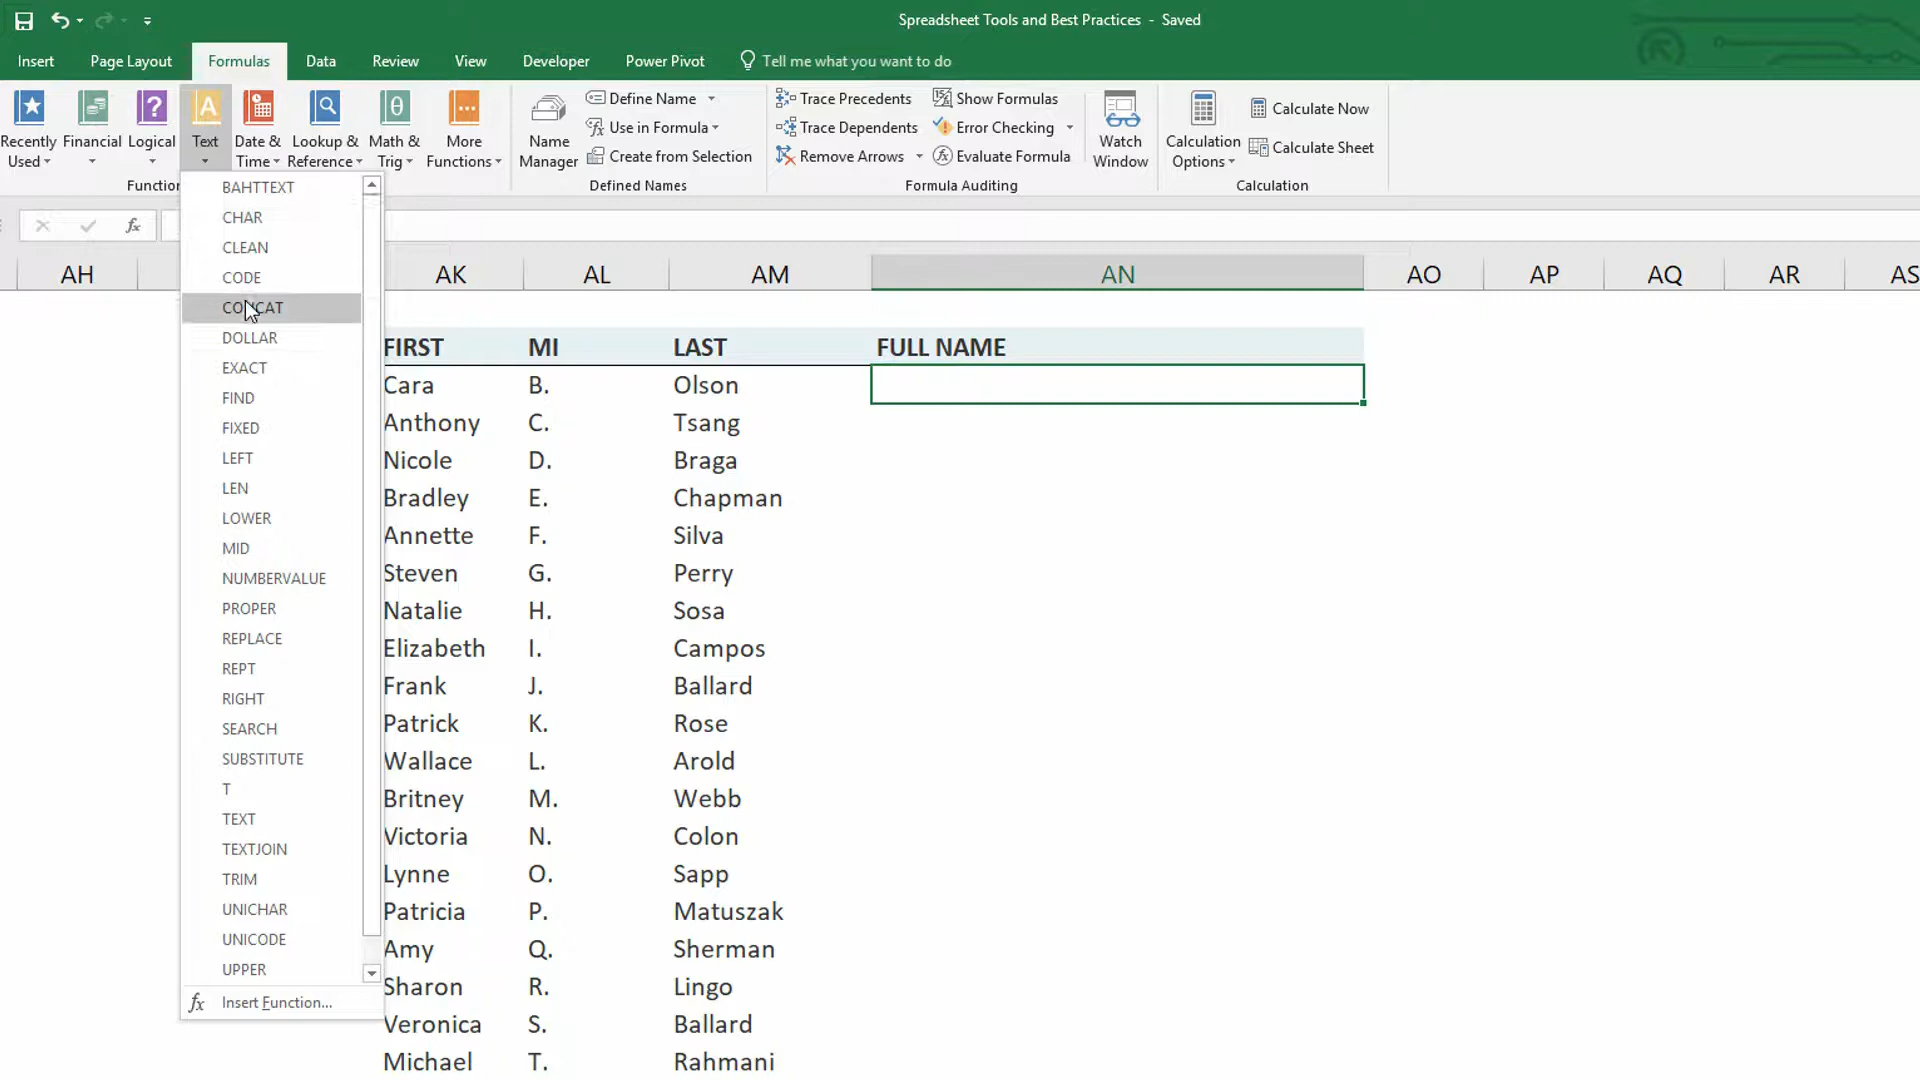 Spreadsheet Tools and Best Practices - Saved
Insert Page Layout Formulas Data Review View Developer Power Pivot Tell me what you want to do
Recently Used
Financial
Logical
Text
Date & Time
Lookup & Reference
Math & Trig
More Functions
Name Manager
Define Name
Use in Formula
Create from Selection
Defined Names
Trace Precedents
Trace Dependents
Remove Arrows
Show Formulas
Error Checking
Evaluate Formula
Formula Auditing
Watch Window
Calculation Options
Calculate Now
Calculate Sheet
Calculation
BAHTTEXT
CHAR
CLEAN
CODE
CONCAT
DOLLAR
EXACT
FIND
FIXED
LEFT
LEN
LOWER
MID
NUMBERVALUE
PROPER
REPLACE
REPT
RIGHT
SEARCH
SUBSTITUTE
T
TEXT
TEXTJOIN
TRIM
UNICHAR
UNICODE
UPPER
fx Insert Function...
fx
AH AK AL AM AN AO AP AQ AR AS
FIRST MI LAST FULL NAME
Cara B. Olson
Anthony C. Tsang
Nicole D. Braga
Bradley E. Chapman
Annette F. Silva
Steven G. Perry
Natalie H. Sosa
Elizabeth I. Campos
Frank J. Ballard
Patrick K. Rose
Wallace L. Arold
Britney M. Webb
Victoria N. Colon
Lynne O. Sapp
Patricia P. Matuszak
Amy Q. Sherman
Sharon R. Lingo
Veronica S. Ballard
Michael T. Rahmani